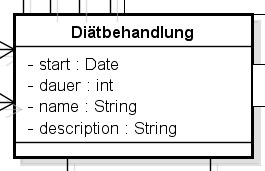 Diätbehandlung
- start : Date
- dauer : int
- name : String
- description : String